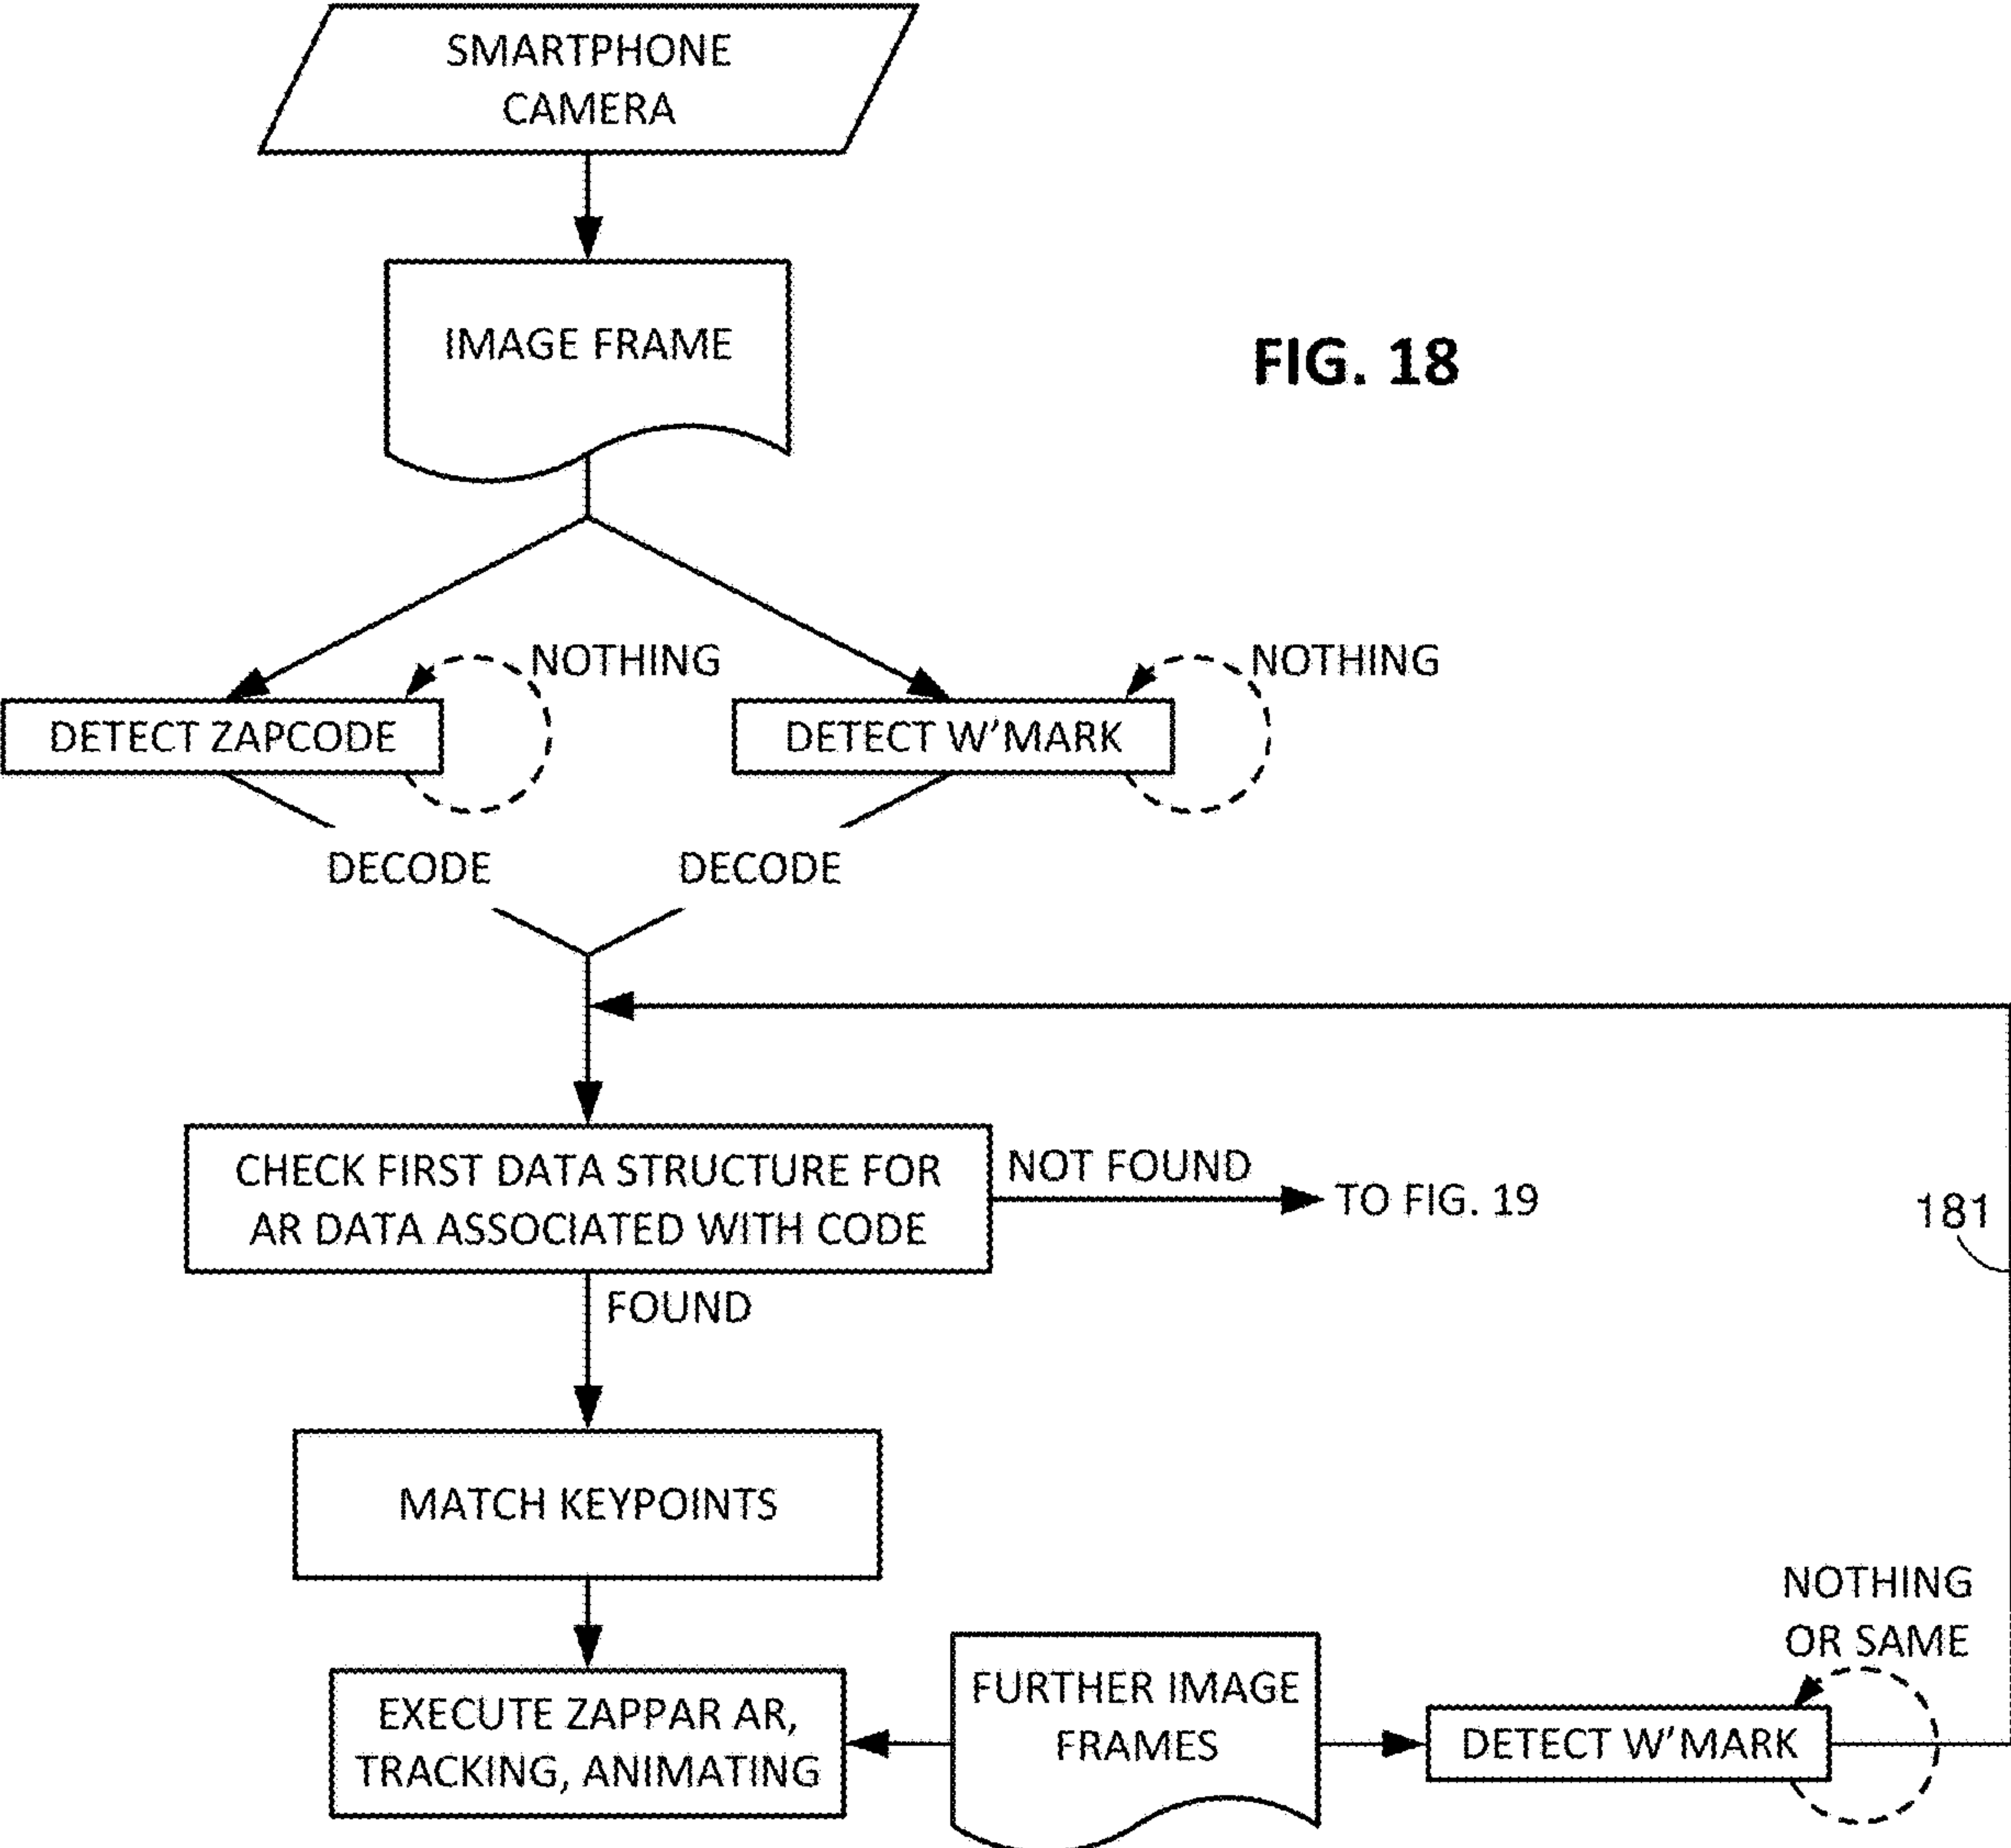 SMARTPHONE
CAMERA
IMAGE FRAME
FIG. 18
NOTHING
NOTHING
DETECT ZAPCODE
DETECT W'MARK
DECODE
DECODE
CHECK FIRST DATA STRUCTURE FOR
AR DATA ASSOCIATED WITH CODE
NOT FOUND
TO FIG. 19
181
FOUND
MATCH KEYPOINTS
NOTHING
OR SAME
EXECUTE ZAPPAR AR,
TRACKING, ANIMATING
FURTHER IMAGE
FRAMES
DETECT W'MARK